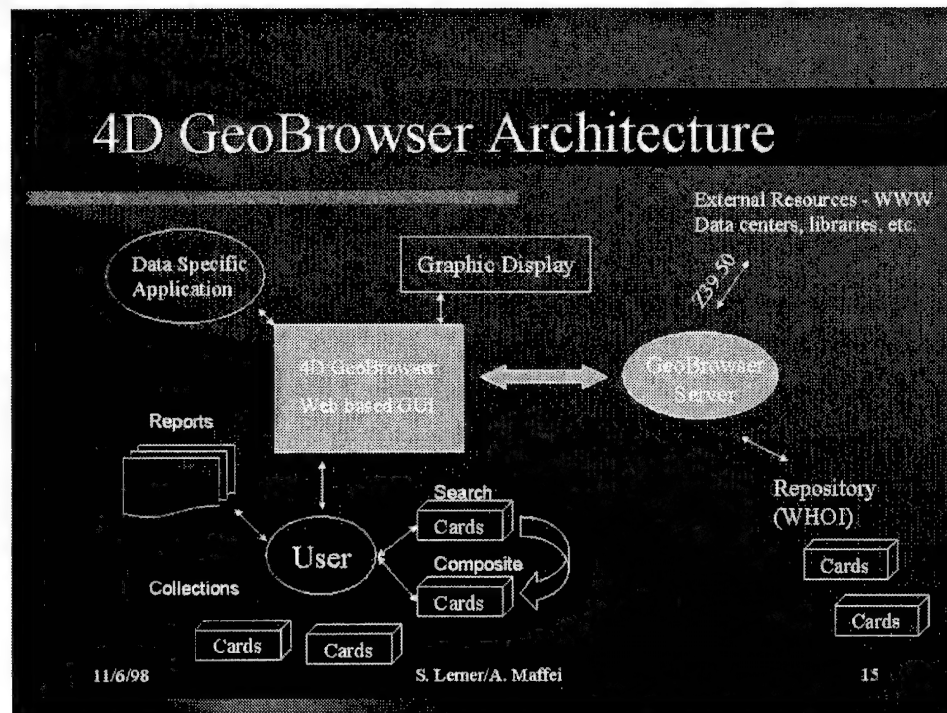 4D GeoBrowser Architecture
External Resources - WWW
Data centers, libraries, etc.
Data Specific
Application
Graphic Display
Z39.50
4D GeoBrowser
Web based GUI
GeoBrowser
Server
Reports
Search
Cards
Repository
(WHOI)
User
Composite
Cards
Cards
Collections
Cards
Cards
Cards
11/6/98
S. Lerner/A. Maffei
15